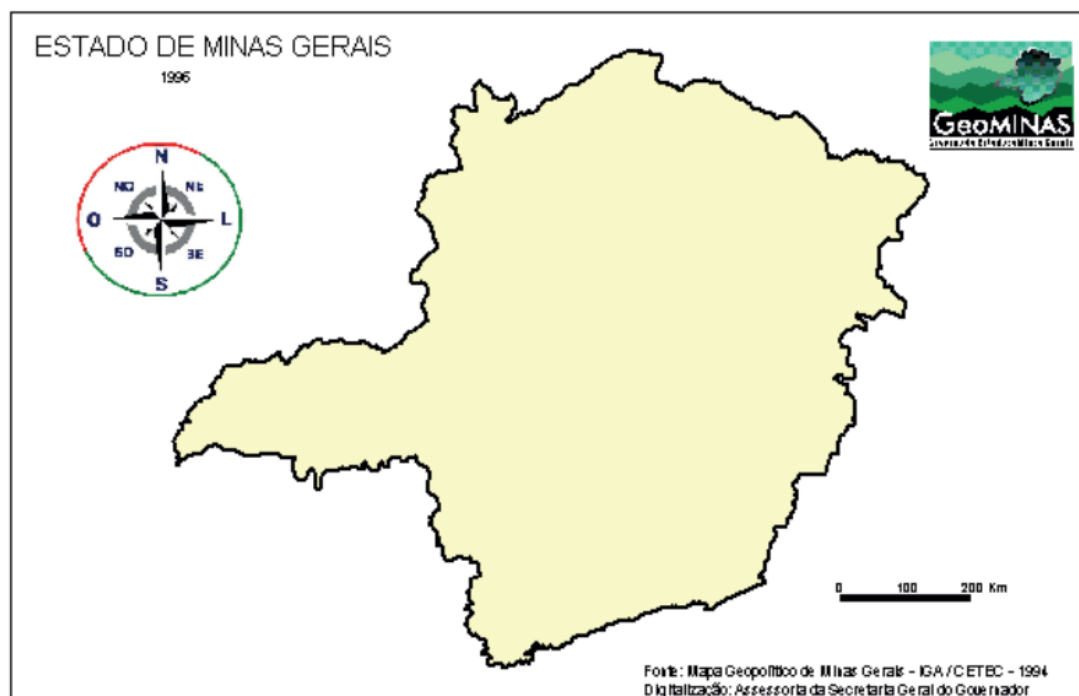 ESTADO DE MINAS GERAIS
1996
GeoMINAS
N
NO NE
O L
SO SE
S
0 100 200 Km
Fonte: Mapa Geopolítico de Minas Gerais - IGA / CETEC - 1994
Digitalização: Assessoria da Secretaria Geral do Governador